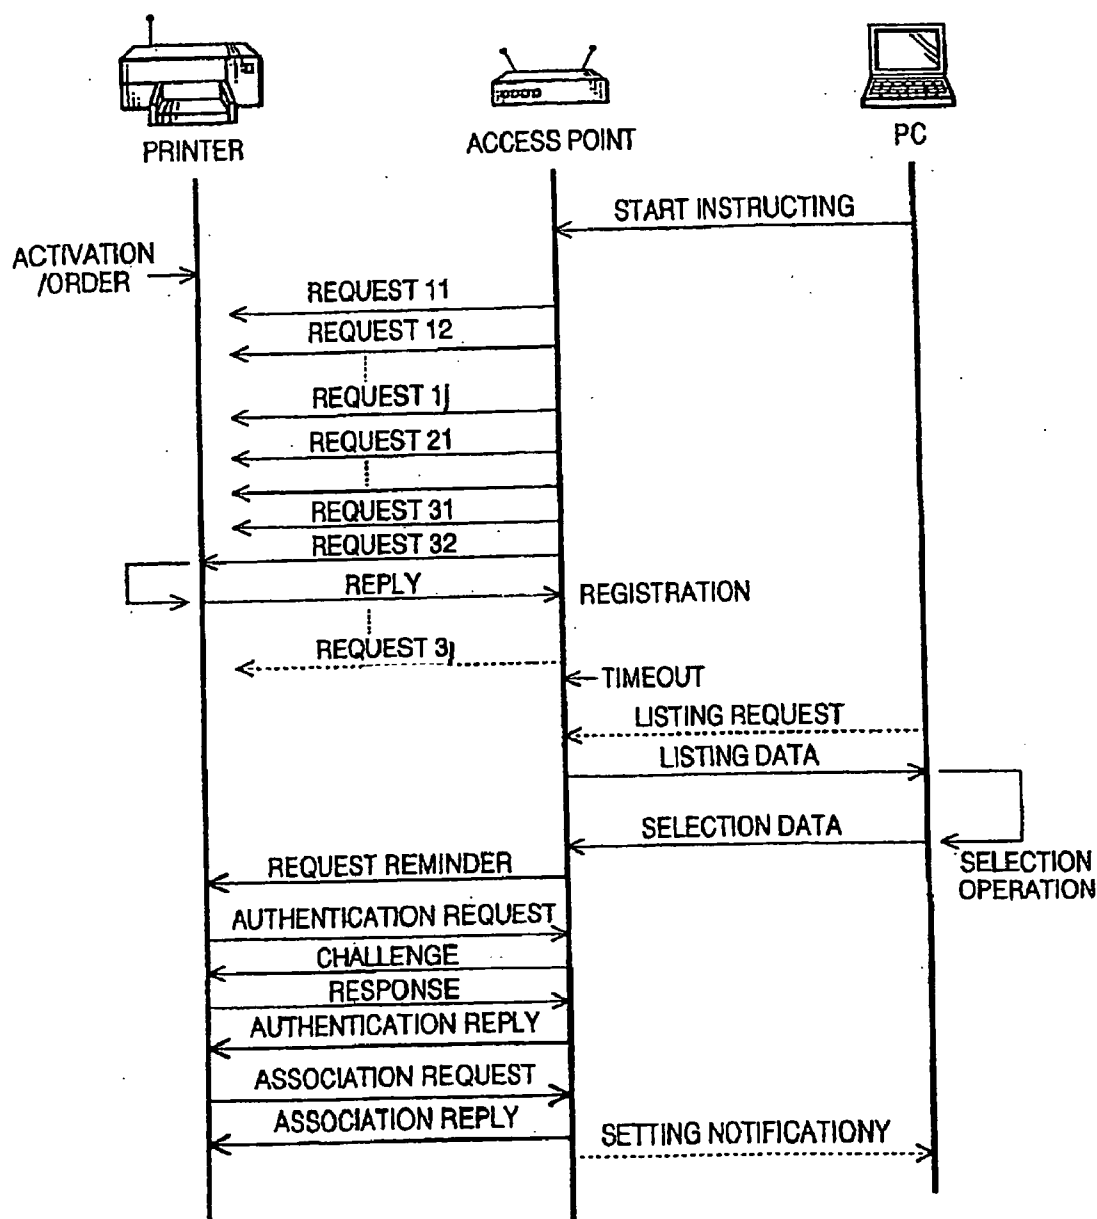 PRINTER
ACCESS POINT
PC
START INSTRUCTING
ACTIVATION
/ORDER
REQUEST 11
REQUEST 12
REQUEST 1j
REQUEST 21
REQUEST 31
REQUEST 32
REPLY
REGISTRATION
REQUEST 3j
TIMEOUT
LISTING REQUEST
LISTING DATA
SELECTION DATA
SELECTION
OPERATION
REQUEST REMINDER
AUTHENTICATION REQUEST
CHALLENGE
RESPONSE
AUTHENTICATION REPLY
ASSOCIATION REQUEST
ASSOCIATION REPLY
SETTING NOTIFICATIONY